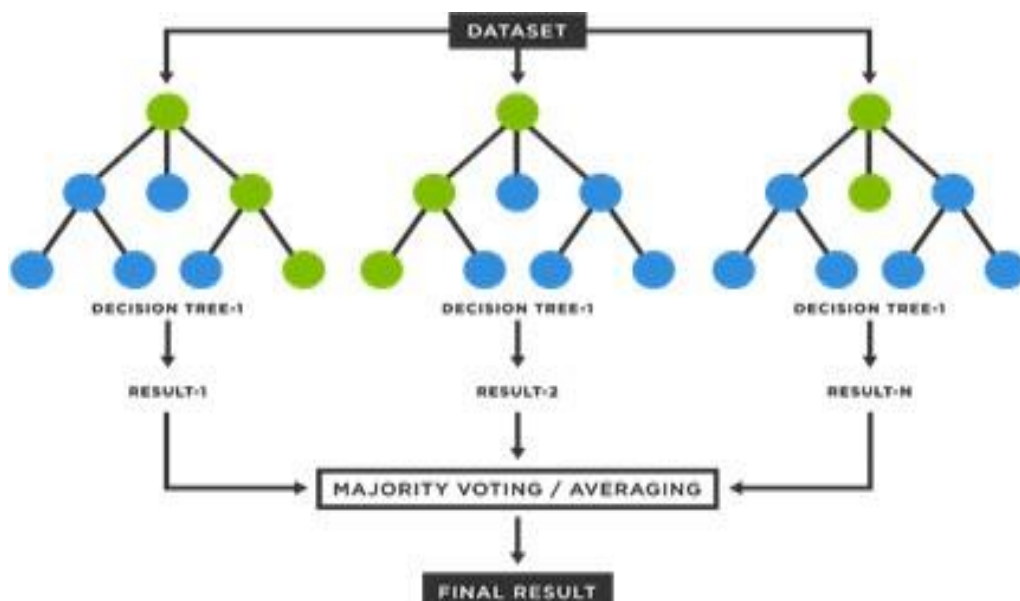 DATASET
DECISION TREE-1
DECISION TREE-1
DECISION TREE-1
RESULT-1
RESULT-2
RESULT-N
MAJORITY VOTING / AVERAGING
FINAL RESULT